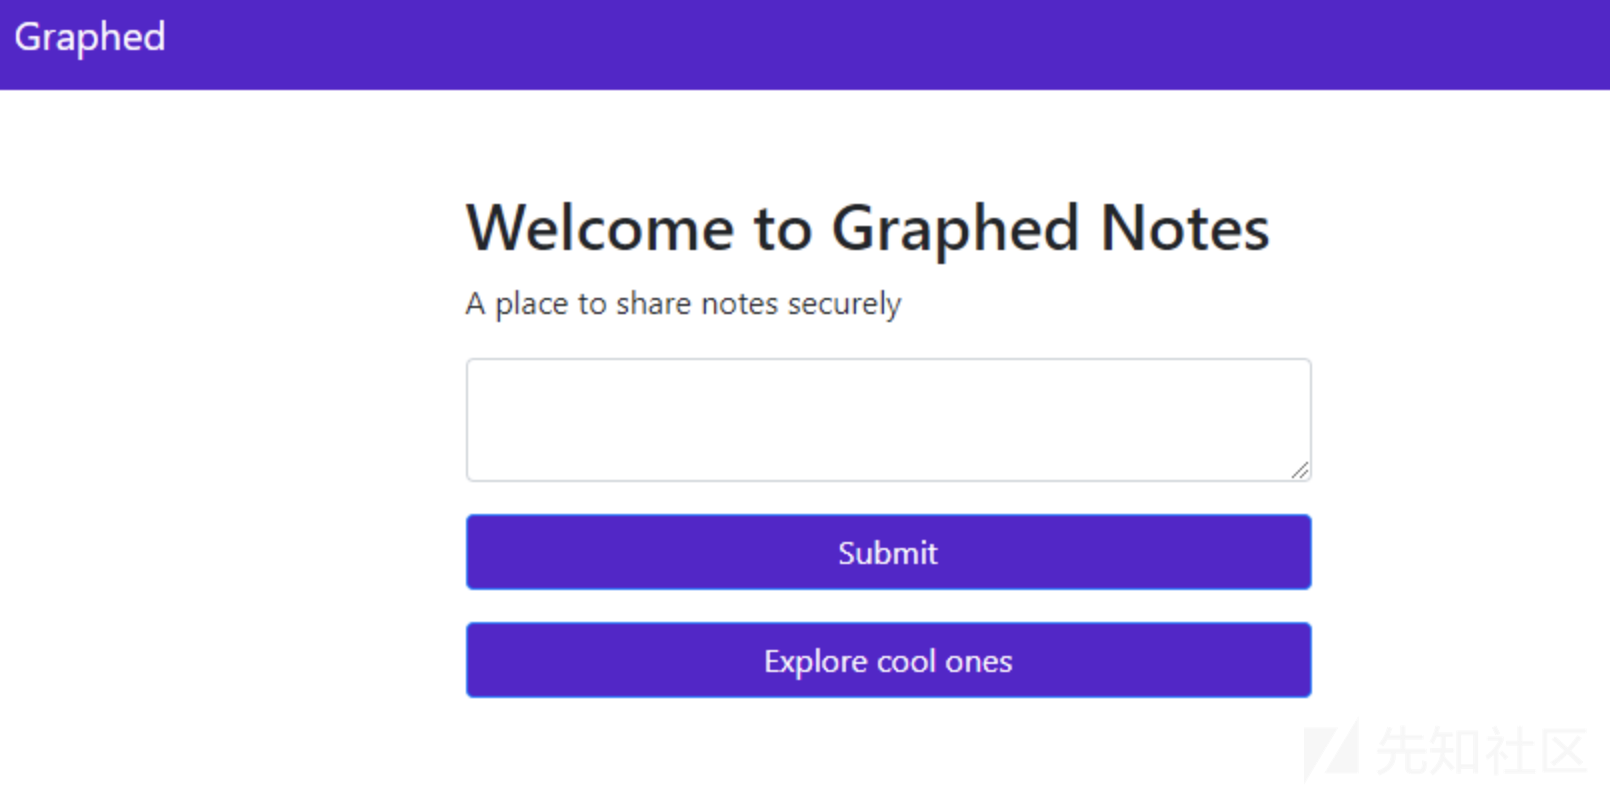 Graphed
Welcome to Graphed Notes
A place to share notes securely
Submit
Explore cool ones
先知社区